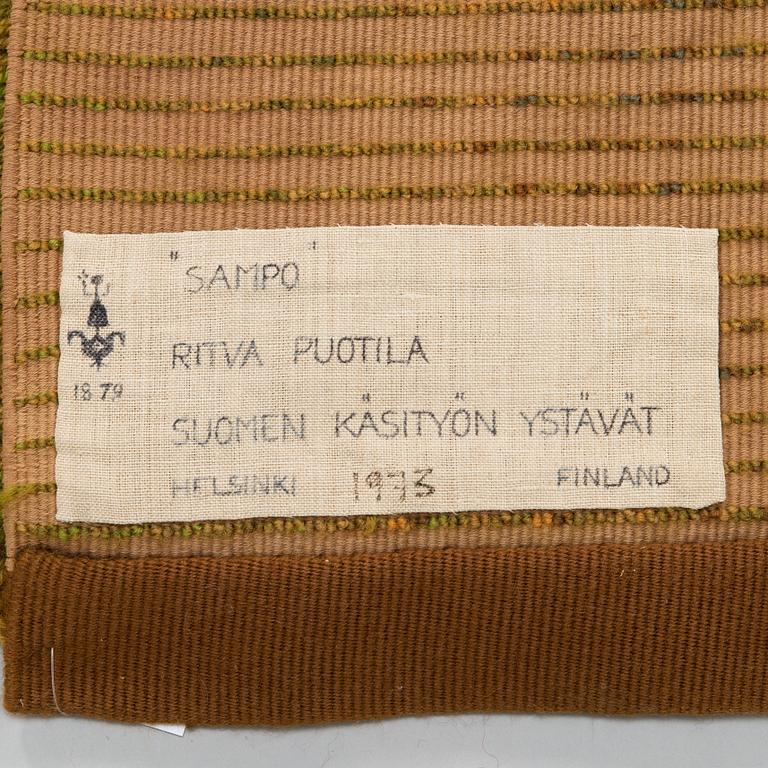 "SAMPO"
1879
RITVA PUOTILA
SUOMEN KÄSITYÖN YSTÄVÄT
HELSINKI 1973 FINLAND